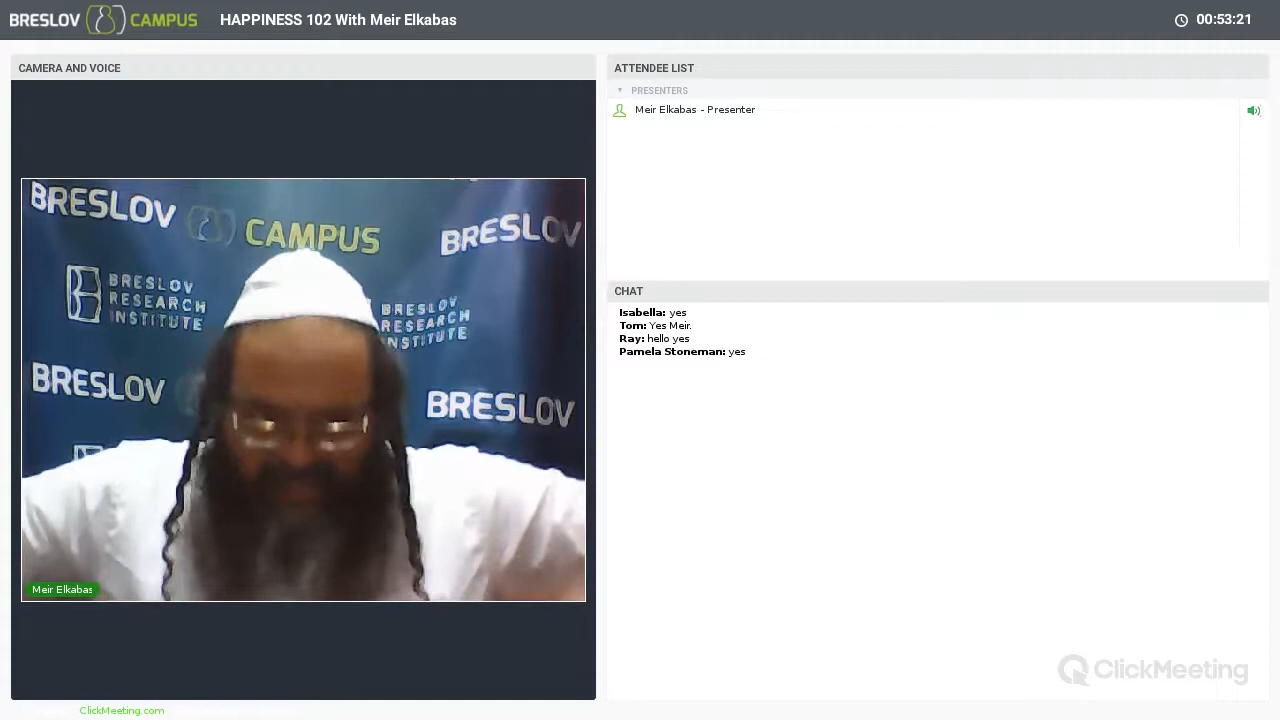 BRESLOV CAMPUS
HAPPINESS 102 With Meir Elkabas
00:53:21
CAMERA AND VOICE
BRESLOV CAMPUS BRESLOV
BRESLOV RESEARCH INSTITUTE
BRESLOV RESEARCH INSTITUTE
BRESLOV
BRESLOV
Meir Elkabas
ClickMeeting.com
ATTENDEE LIST
PRESENTERS
Meir Elkabas - Presenter
CHAT
Isabella: yes
Tom: Yes Meir.
Ray: hello yes
Pamela Stoneman: yes
ClickMeeting